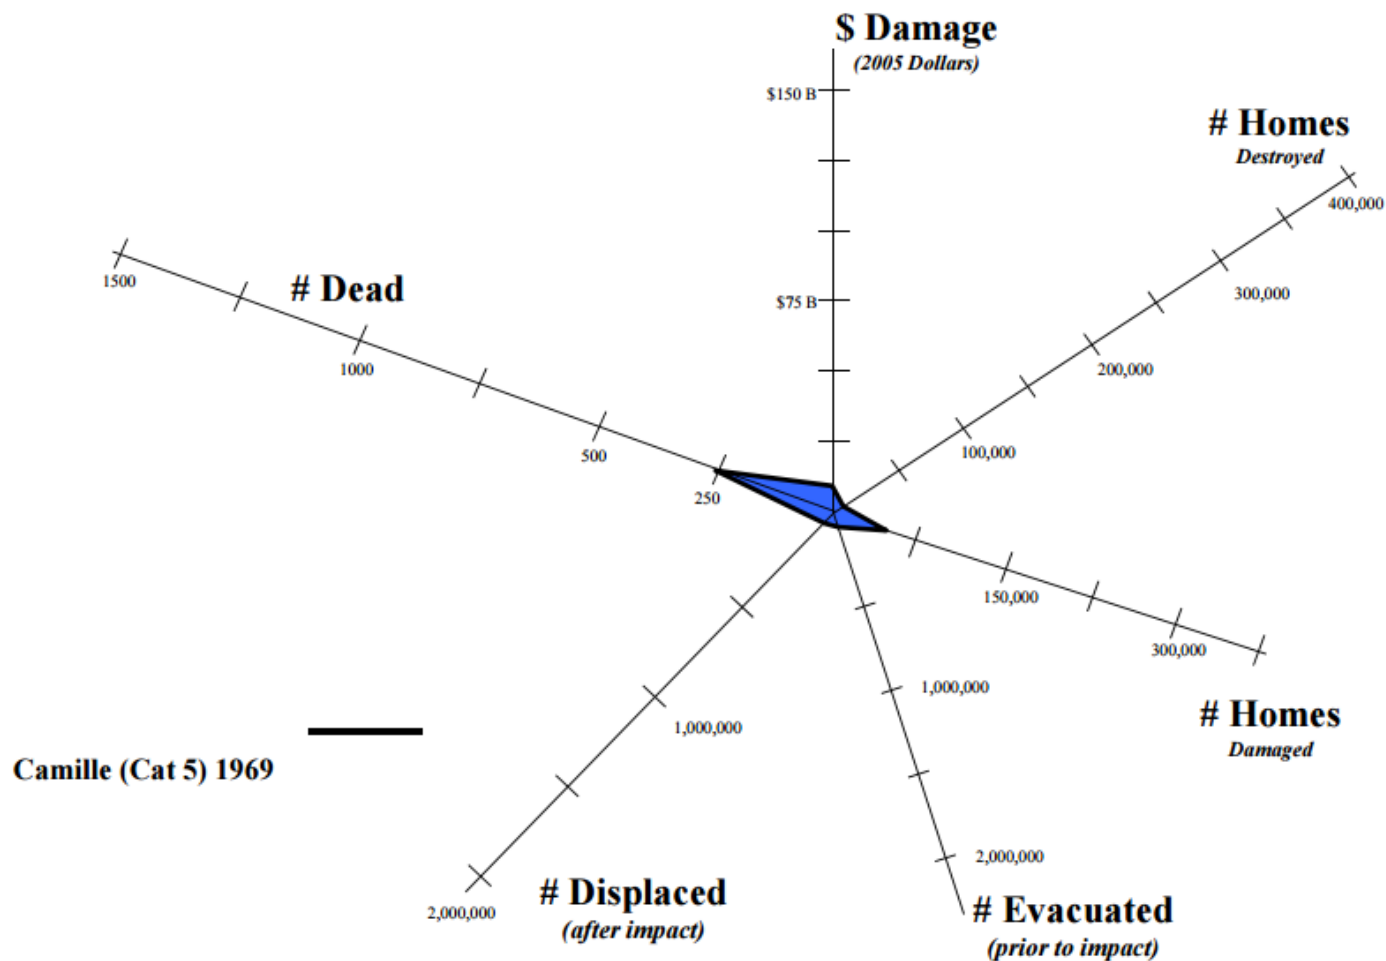 $ Damage
(2005 Dollars)
$150 B
# Homes
Destroyed
400,000
# Dead
1500
300,000
$75 B
1000
200,000
500
100,000
250
150,000
300,000
1,000,000
# Homes
Damaged
1,000,000
Camille (Cat 5) 1969
2,000,000
# Displaced
(after impact)
2,000,000
# Evacuated
(prior to impact)